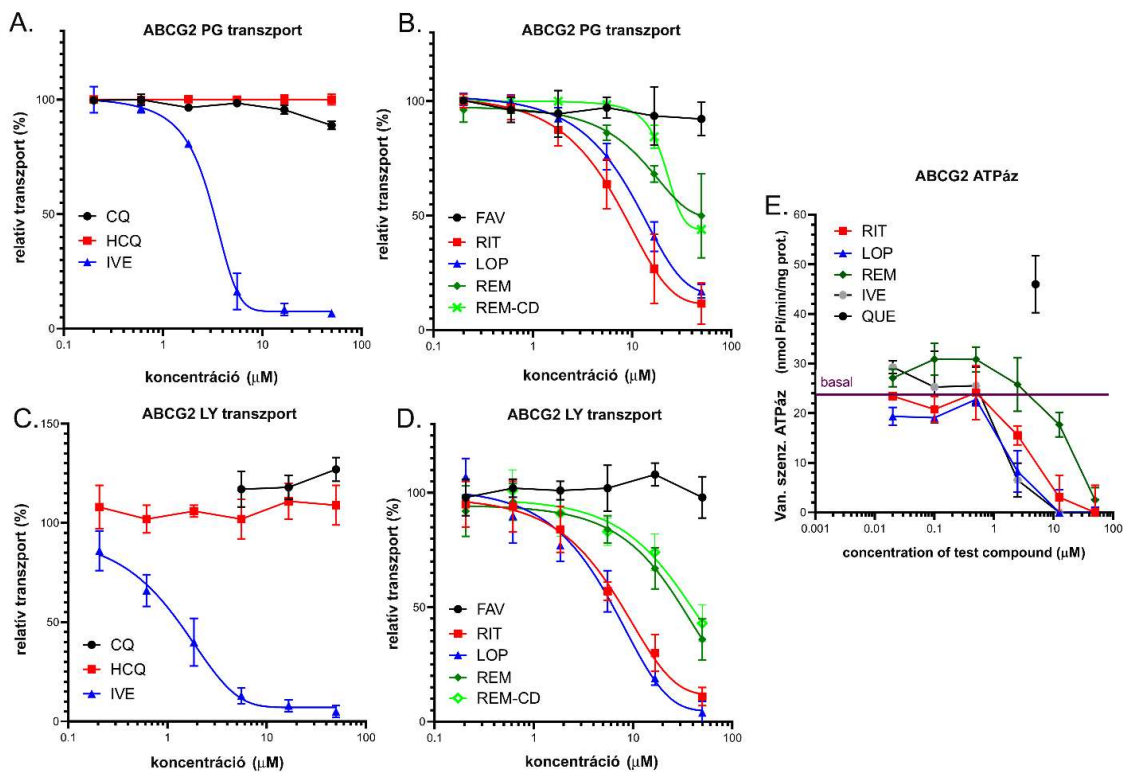 A.
ABCG2 PG transzport
relatív transzport (%)
100
50
0
0.1
1
10
100
koncentráció (µM)
CQ
HCQ
IVE
B.
ABCG2 PG transzport
relatív transzport (%)
100
50
0
0.1
1
10
100
koncentráció (µM)
FAV
RIT
LOP
REM
REM-CD
C.
ABCG2 LY transzport
relatív transzport (%)
150
100
50
0
0.1
1
10
100
koncentráció (µM)
CQ
HCQ
IVE
D.
ABCG2 LY transzport
relatív transzport (%)
100
50
0
0.1
1
10
100
koncentráció (µM)
FAV
RIT
LOP
REM
REM-CD
ABCG2 ATPáz
E.
Van. szenz. ATPáz (nmol Pi/min/mg prot.)
60
50
40
30
20
10
0
0.001
0.01
0.1
1
10
100
concentration of test compound (µM)
RIT
LOP
REM
IVE
QUE
basal